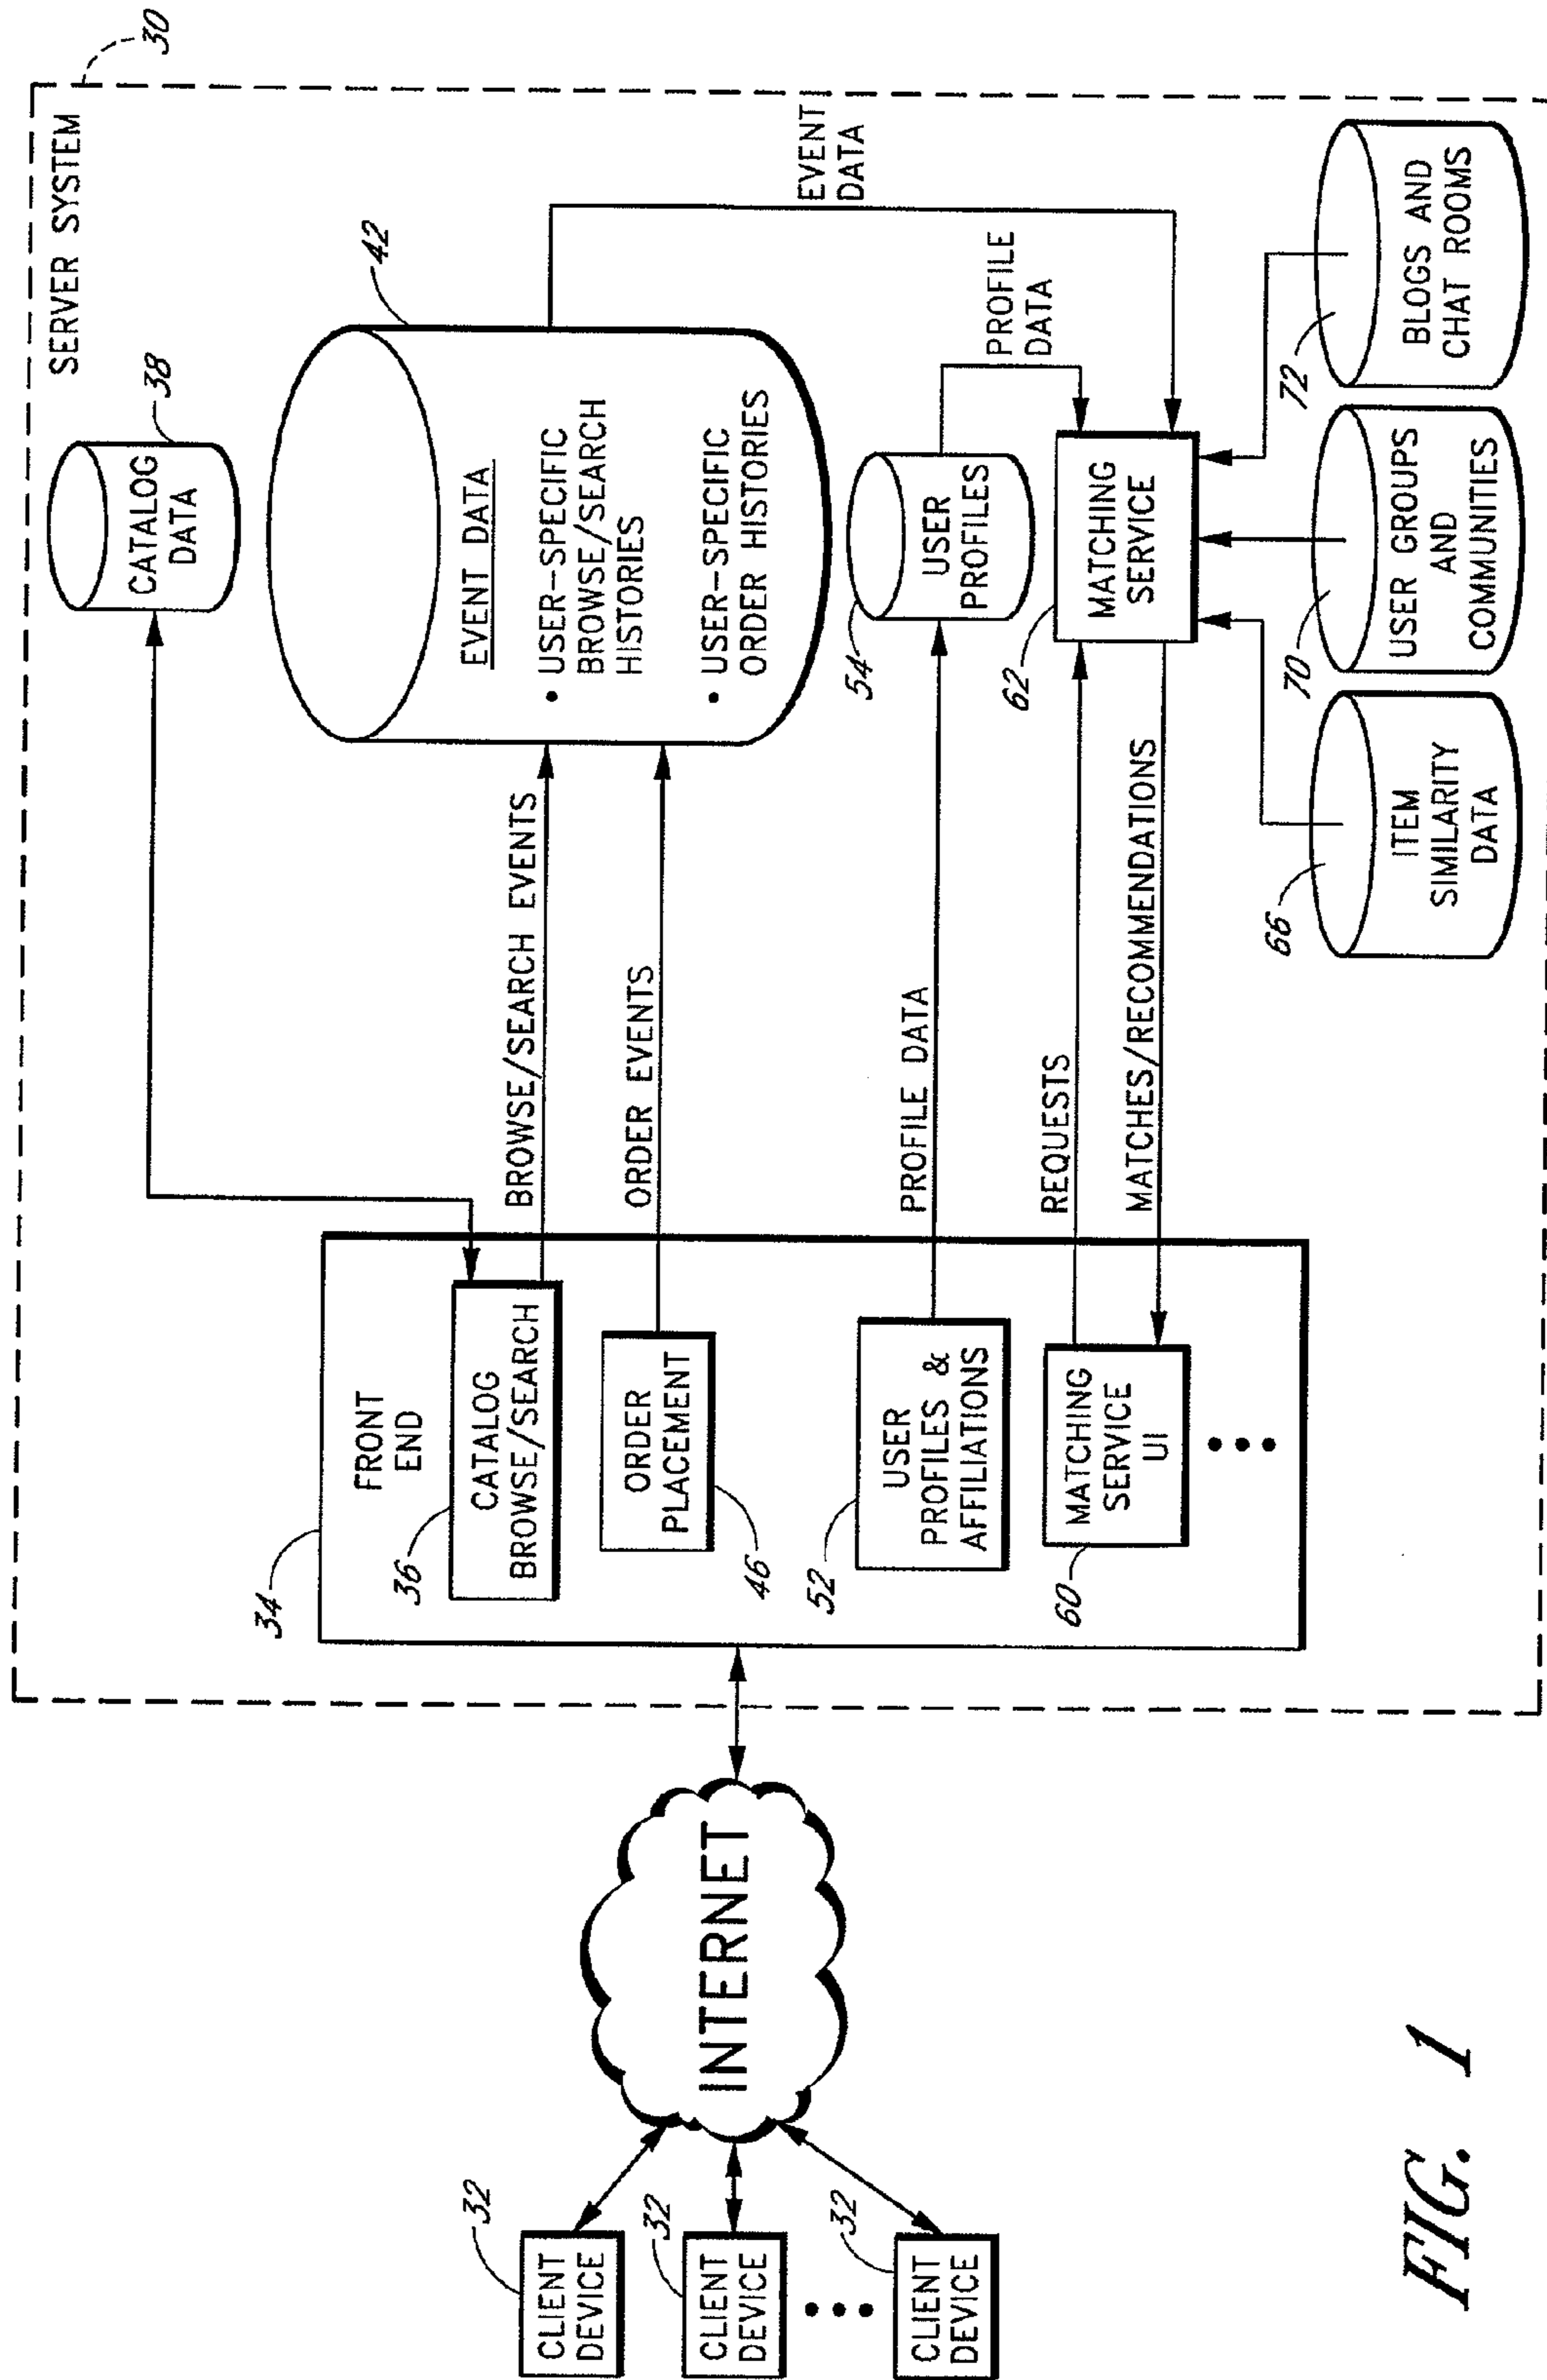 30
SERVER SYSTEM
CATALOG
DATA
38
42
EVENT DATA
• USER-SPECIFIC
BROWSE/SEARCH
HISTORIES
• USER-SPECIFIC
ORDER HISTORIES
EVENT
DATA
34
FRONT
END
36
CATALOG
BROWSE/SEARCH
BROWSE/SEARCH EVENTS
ORDER
PLACEMENT
46
ORDER EVENTS
52
USER
PROFILES &
AFFILIATIONS
PROFILE DATA
54
USER
PROFILES
PROFILE
DATA
60
MATCHING
SERVICE
UI
REQUESTS
MATCHES/RECOMMENDATIONS
62
MATCHING
SERVICE
66
ITEM
SIMILARITY
DATA
70
USER GROUPS
AND
COMMUNITIES
72
BLOGS AND
CHAT ROOMS
INTERNET
32
CLIENT
DEVICE
32
CLIENT
DEVICE
32
CLIENT
DEVICE
FIG. 1